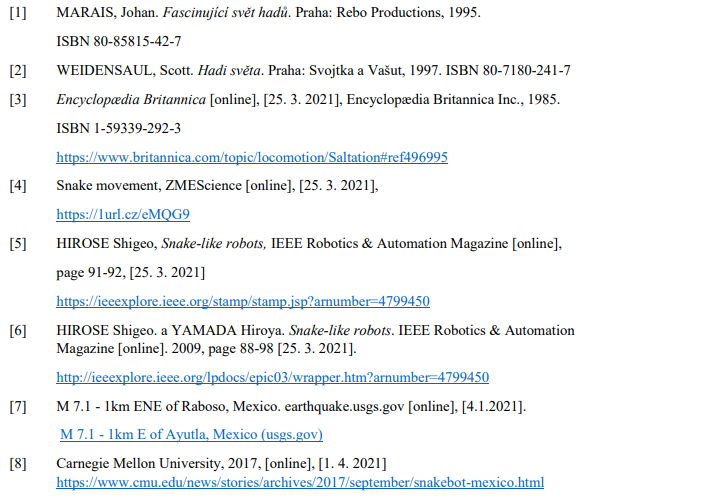 [1] MARAIS, Johan. Fascinující svět hadů. Praha: Rebo Productions, 1995.
ISBN 80-85815-42-7
[2] WEIDENSAUL, Scott. Hadi světa. Praha: Svojtka a Vašut, 1997. ISBN 80-7180-241-7
[3] Encyclopædia Britannica [online], [25. 3. 2021], Encyclopædia Britannica Inc., 1985.
ISBN 1-59339-292-3
https://www.britannica.com/topic/locomotion/Saltation#ref496995
[4] Snake movement, ZMEScience [online], [25. 3. 2021],
https://1url.cz/eMQG9
[5] HIROSE Shigeo, Snake-like robots, IEEE Robotics & Automation Magazine [online],
page 91-92, [25. 3. 2021]
https://ieeexplore.ieee.org/stamp/stamp.jsp?arnumber=4799450
[6] HIROSE Shigeo. a YAMADA Hiroya. Snake-like robots. IEEE Robotics & Automation
Magazine [online]. 2009, page 88-98 [25. 3. 2021].
http://ieeexplore.ieee.org/lpdocs/epic03/wrapper.htm?arnumber=4799450
[7] M 7.1 - 1km ENE of Raboso, Mexico. earthquake.usgs.gov [online], [4.1.2021].
M 7.1 - 1km E of Ayutla, Mexico (usgs.gov)
[8] Carnegie Mellon University, 2017, [online], [1. 4. 2021]
https://www.cmu.edu/news/stories/archives/2017/september/snakebot-mexico.html